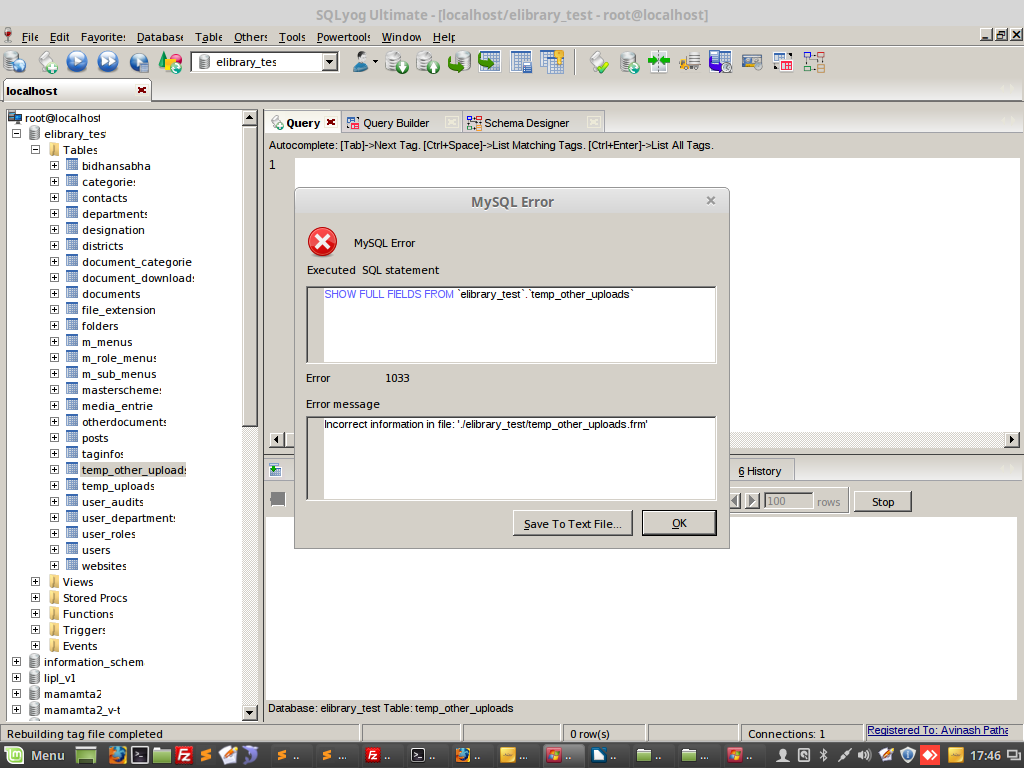 SQLyog Ultimate - [localhost/elibrary_test - root@localhost]
File Edit Favorites Database Table Others Tools Powertools Window Help
elibrary_tes
localhost
root@localhost
elibrary_tes
Tables
bidhansabha
categories
contacts
departments
designation
districts
document_categorie
document_downloads
documents
file_extension
folders
m_menus
m_role_menus
m_sub_menus
masterschemes
media_entrie
otherdocuments
posts
taginfos
temp_other_uploads
temp_uploads
user_audits
user_departments
user_roles
users
websites
Views
Stored Procs
Functions
Triggers
Events
information_schem
lipl_v1
mamamta2
mamamta2_v-t
Query Query Builder Schema Designer
Autocomplete: [Tab]->Next Tag. [Ctrl+Space]->List Matching Tags. [Ctrl+Enter]->List All Tags.
1
MySQL Error
MySQL Error
Executed SQL statement
SHOW FULL FIELDS FROM `elibrary_test`.`temp_other_uploads`
Error 1033
Error message
Incorrect information in file: './elibrary_test/temp_other_uploads.frm'
Save To Text File... OK
6 History
100 rows Stop
Database: elibrary_test Table: temp_other_uploads
Rebuilding tag file completed 0 row(s) Connections: 1 Registered To: Avinash Patha
Menu 17:46